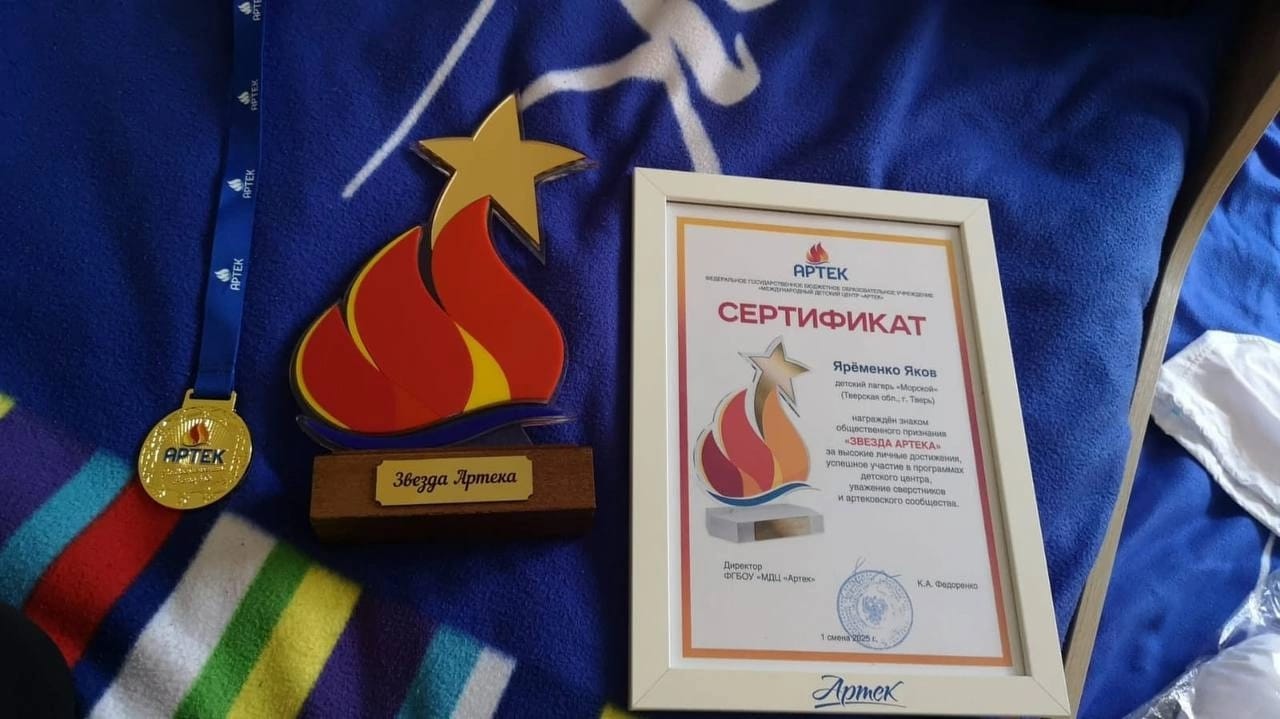 АРТЕК
АРТЕК
АРТЕК
АРТЕК
АРТЕК
Звезда Артека
АРТЕК
ФЕДЕРАЛЬНОЕ ГОСУДАРСТВЕННОЕ БЮДЖЕТНОЕ ОБРАЗОВАТЕЛЬНОЕ УЧРЕЖДЕНИЕ
«МЕЖДУНАРОДНЫЙ ДЕТСКИЙ ЦЕНТР «АРТЕК»
СЕРТИФИКАТ
Ярёменко Яков
детский лагерь «Морской»
(Тверская обл., г. Тверь)
награждён знаком
общественного признания
«ЗВЕЗДА АРТЕКА»
за высокие личные достижения,
успешное участие в программах
детского центра,
уважение сверстников
и артековского сообщества.
Директор
ФГБОУ «МДЦ «Артек»
К.А. Федоренко
1 смена 2025 г.
Артек